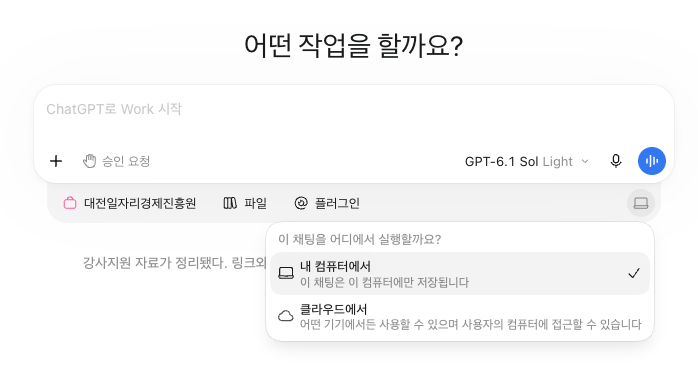 어떤 작업을 할까요?
ChatGPT로 Work 시작
승인 요청
GPT-6.1 Sol Light
대전일자리경제진흥원
파일
플러그인
이 채팅을 어디에서 실행할까요?
강사지원 자료가 정리됐다. 링크와
내 컴퓨터에서
이 채팅은 이 컴퓨터에만 저장됩니다
클라우드에서
어떤 기기에서든 사용할 수 있으며 사용자의 컴퓨터에 접근할 수 있습니다